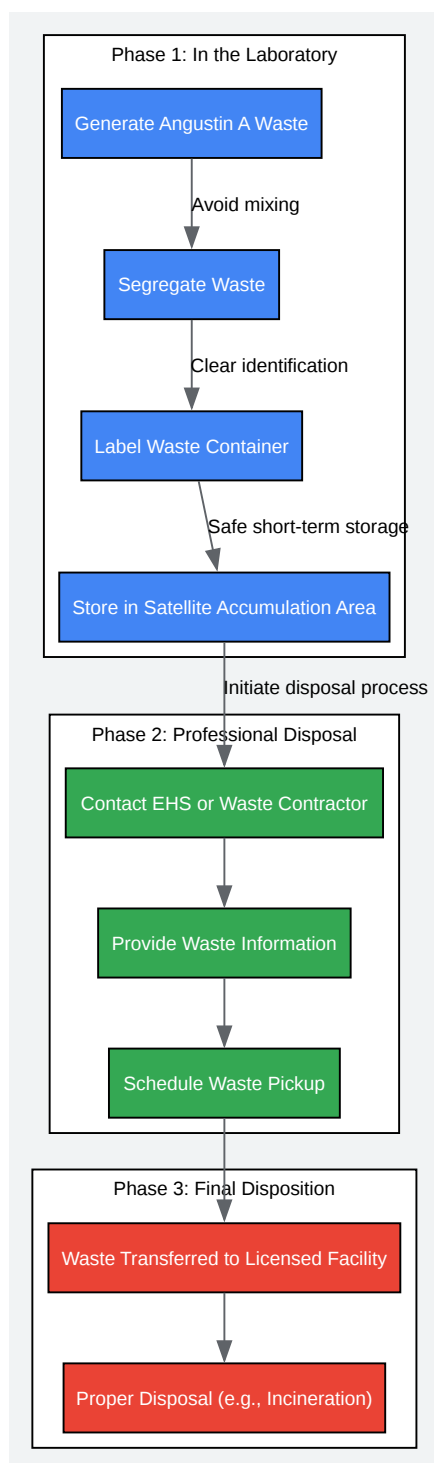 Phase 1: In the Laboratory
Generate Angustin A Waste
Avoid mixing
Segregate Waste
Clear identification
Label Waste Container
Safe short-term storage
Store in Satellite Accumulation Area
Initiate disposal process
Phase 2: Professional Disposal
Contact EHS or Waste Contractor
Provide Waste Information
Schedule Waste Pickup
Phase 3: Final Disposition
Waste Transferred to Licensed Facility
Proper Disposal (e.g., Incineration)